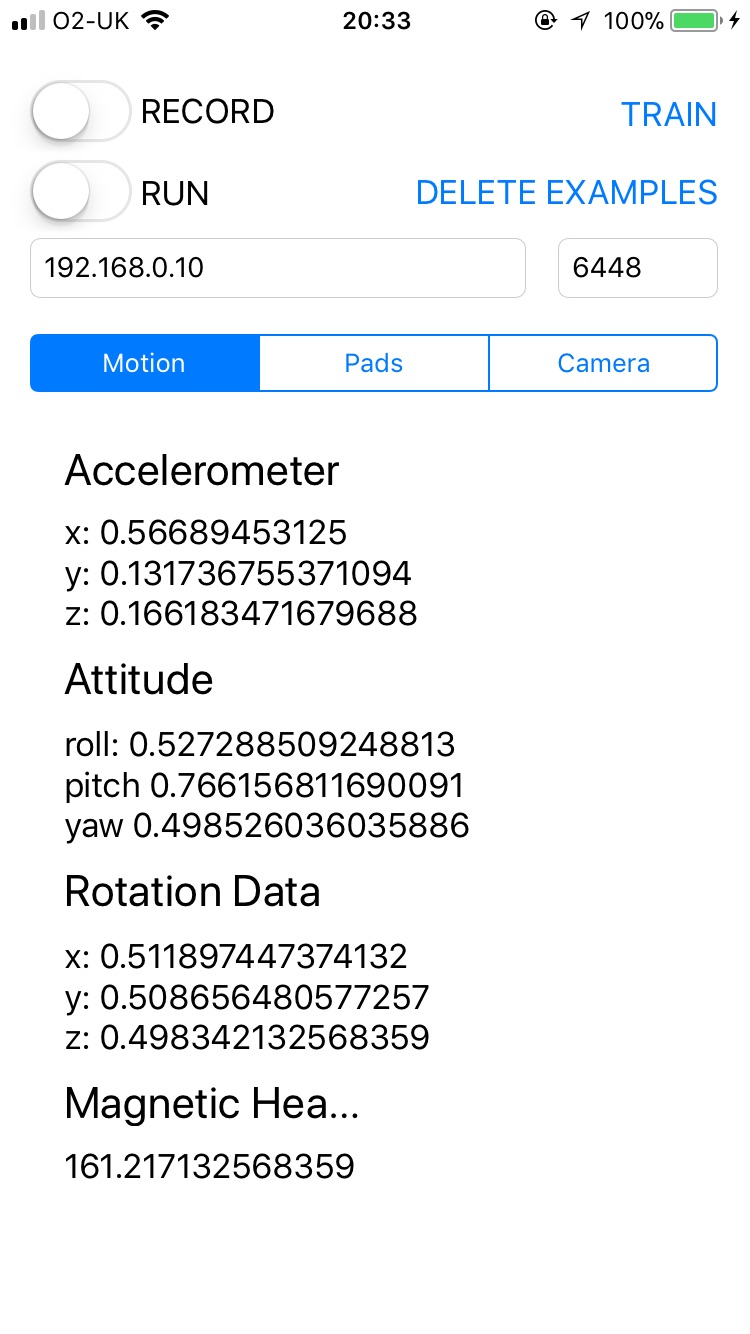 O2-UK 20:33 100%
RECORD TRAIN
RUN DELETE EXAMPLES
192.168.0.10 6448
Motion Pads Camera
Accelerometer
x: 0.56689453125
y: 0.131736755371094
z: 0.166183471679688
Attitude
roll: 0.527288509248813
pitch 0.766156811690091
yaw 0.498526036035886
Rotation Data
x: 0.511897447374132
y: 0.508656480577257
z: 0.498342132568359
Magnetic Hea...
161.217132568359